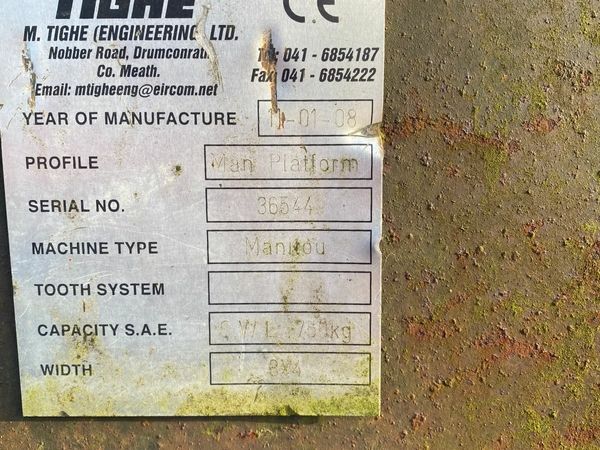 TIGHE CE
M. TIGHE (ENGINEERING) LTD.
Nobber Road, Drumconrath Tel: 041 - 6854187
Co. Meath. Fax: 041 - 6854222
Email: mtigheeng@eircom.net
YEAR OF MANUFACTURE 11-01-08
PROFILE Man Platform
SERIAL NO. 36544
MACHINE TYPE Manitou
TOOTH SYSTEM
CAPACITY S.A.E. S W L
WIDTH 8X4